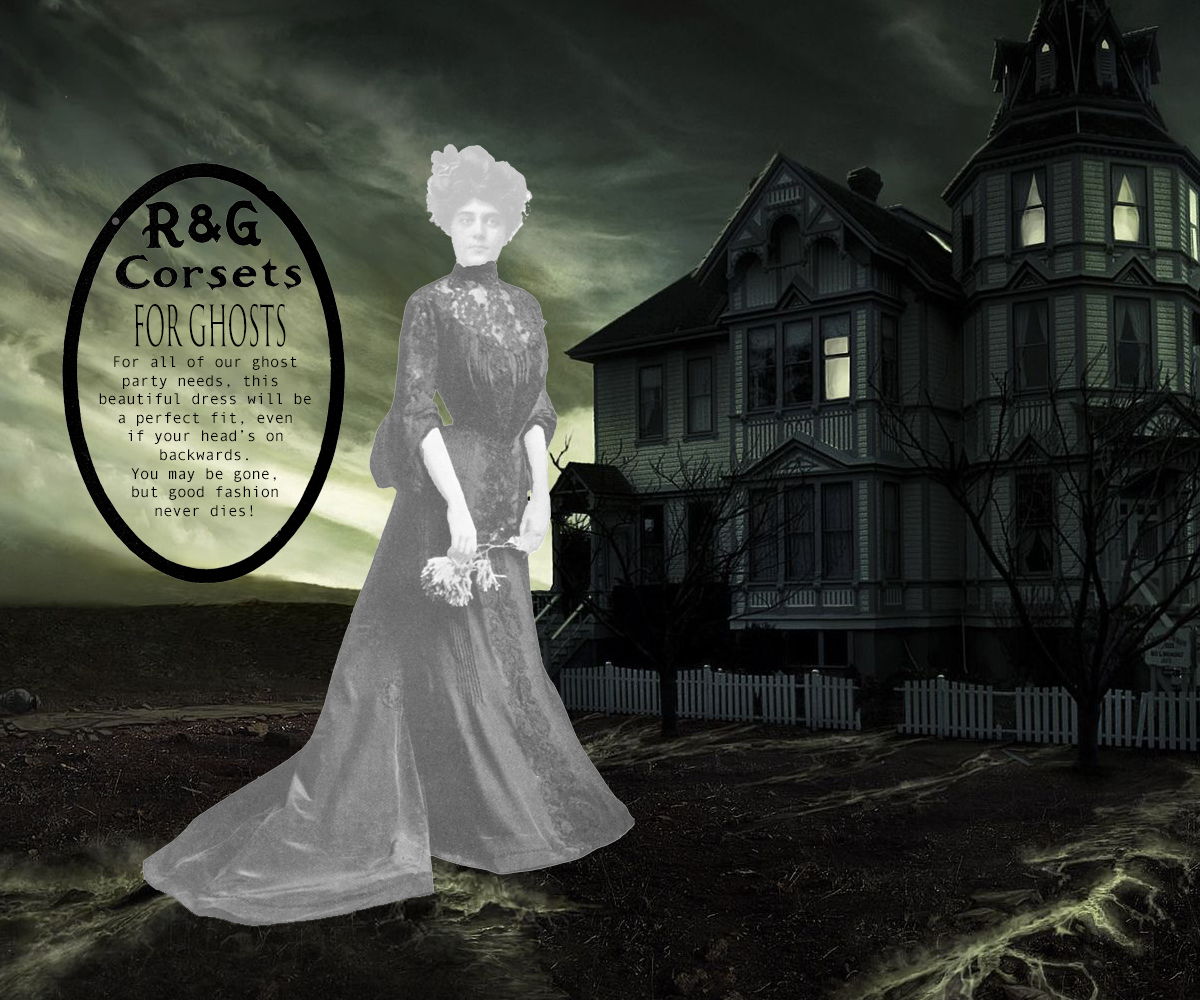 R&G
Corsets
FOR GHOSTS
For all of our ghost
party needs, this
beautiful dress will be
a perfect fit, even
if your head's on
backwards.
You may be gone,
but good fashion
never dies!